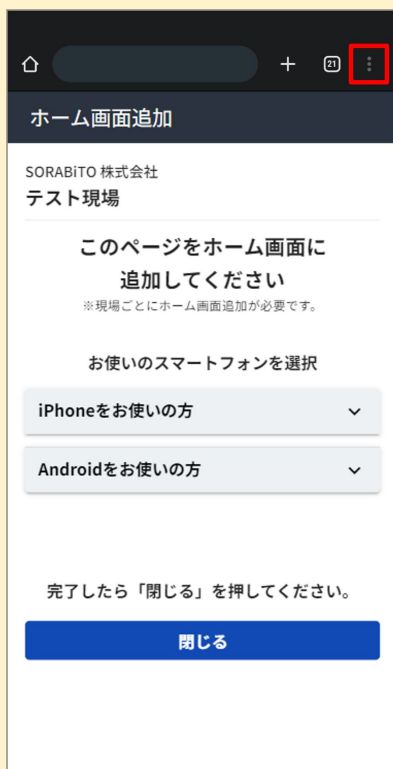 21
ホーム画面追加
SORABiTO 株式会社
テスト現場
このページをホーム画面に
追加してください
※現場ごとにホーム画面追加が必要です。
お使いのスマートフォンを選択
iPhoneをお使いの方
Androidをお使いの方
完了したら「閉じる」を押してください。
閉じる